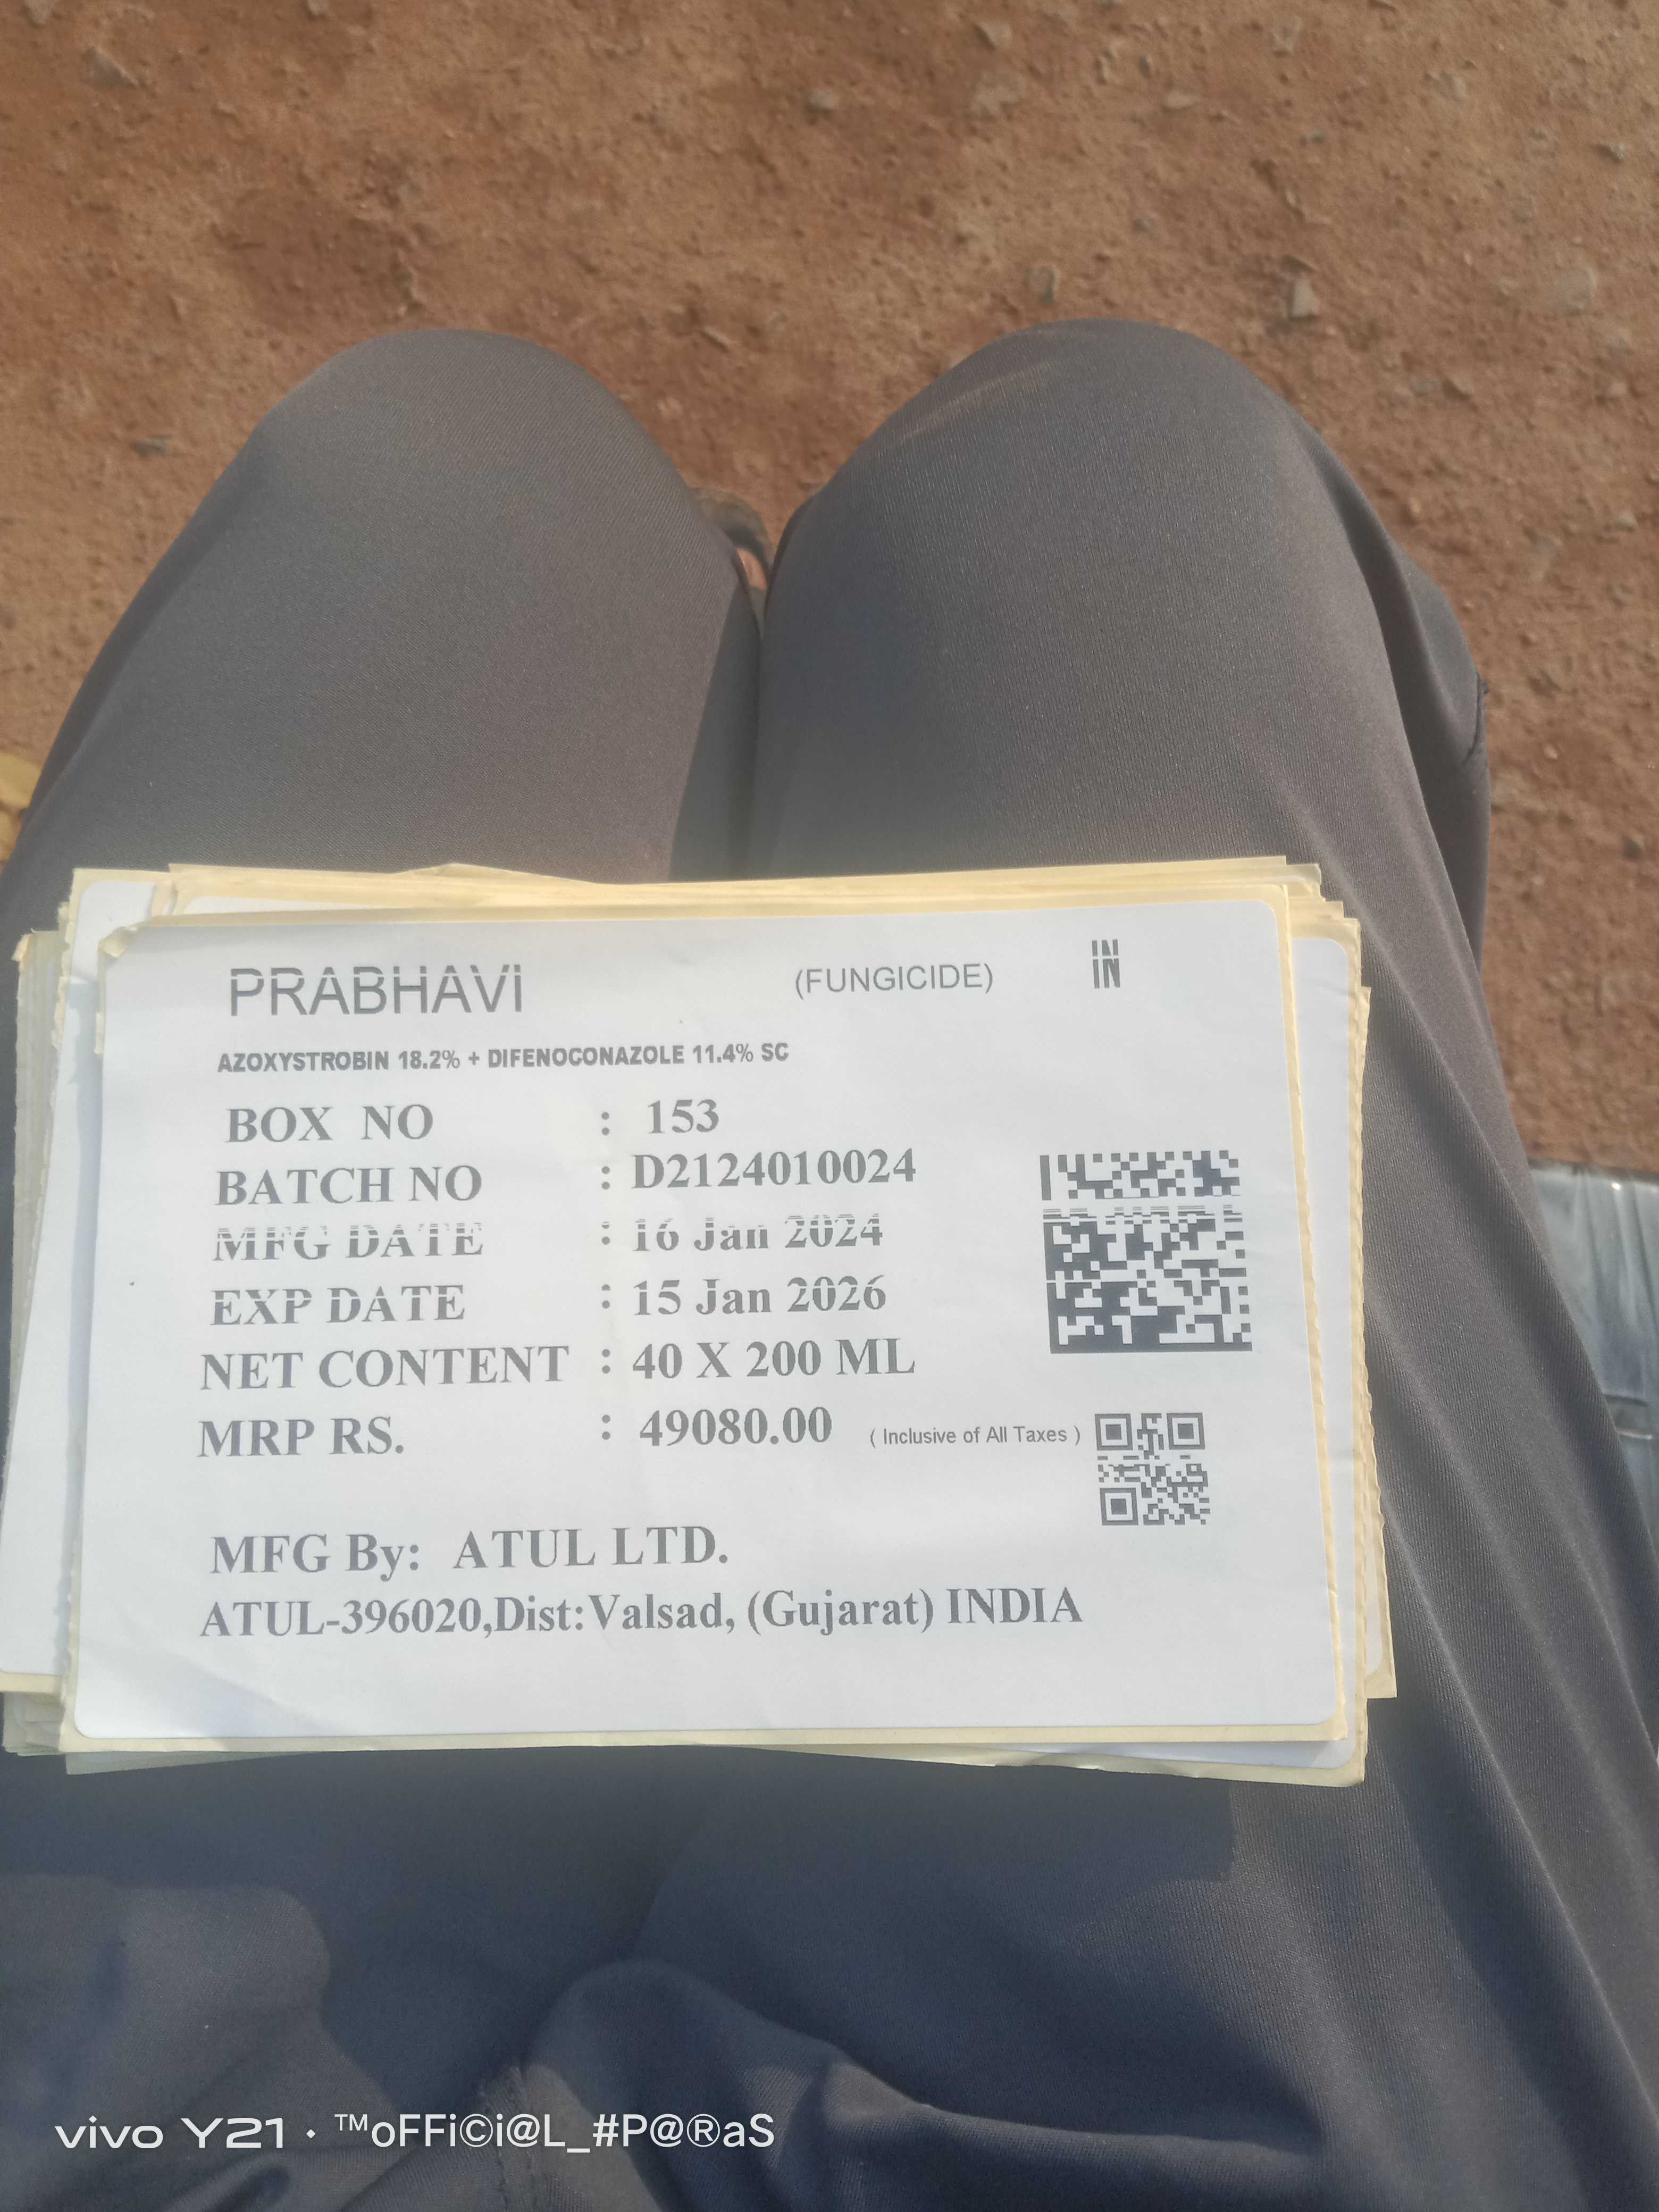 PRABHAVI (FUNGICIDE) IN
AZOXYSTROBIN 18.2% + DIFENOCONAZOLE 11.4% SC
BOX NO : 153
BATCH NO : D2124010024
MFG DATE : 16 Jan 2024
EXP DATE : 15 Jan 2026
NET CONTENT : 40 X 200 ML
MRP RS. : 49080.00 ( Inclusive of All Taxes )
MFG By: ATUL LTD.
ATUL-396020,Dist:Valsad, (Gujarat) INDIA
vivo Y21 · ™oFFi©i@L_#P@®aS